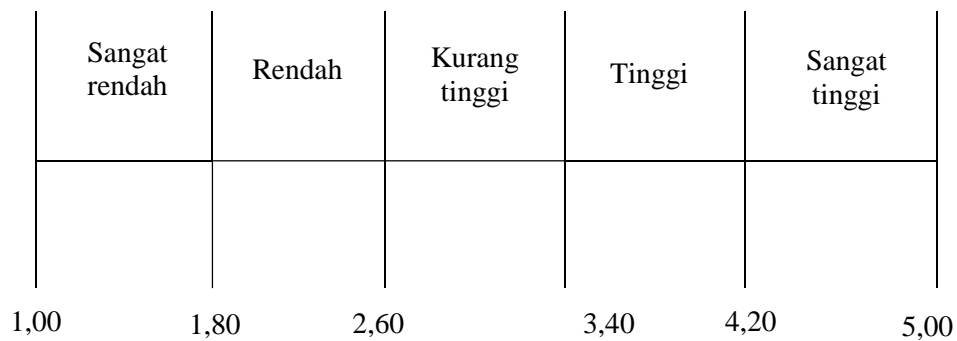 Sangat
rendah
Rendah
Kurang
tinggi
Tinggi
Sangat
tinggi
1,00
1,80
2,60
3,40
4,20
5,00